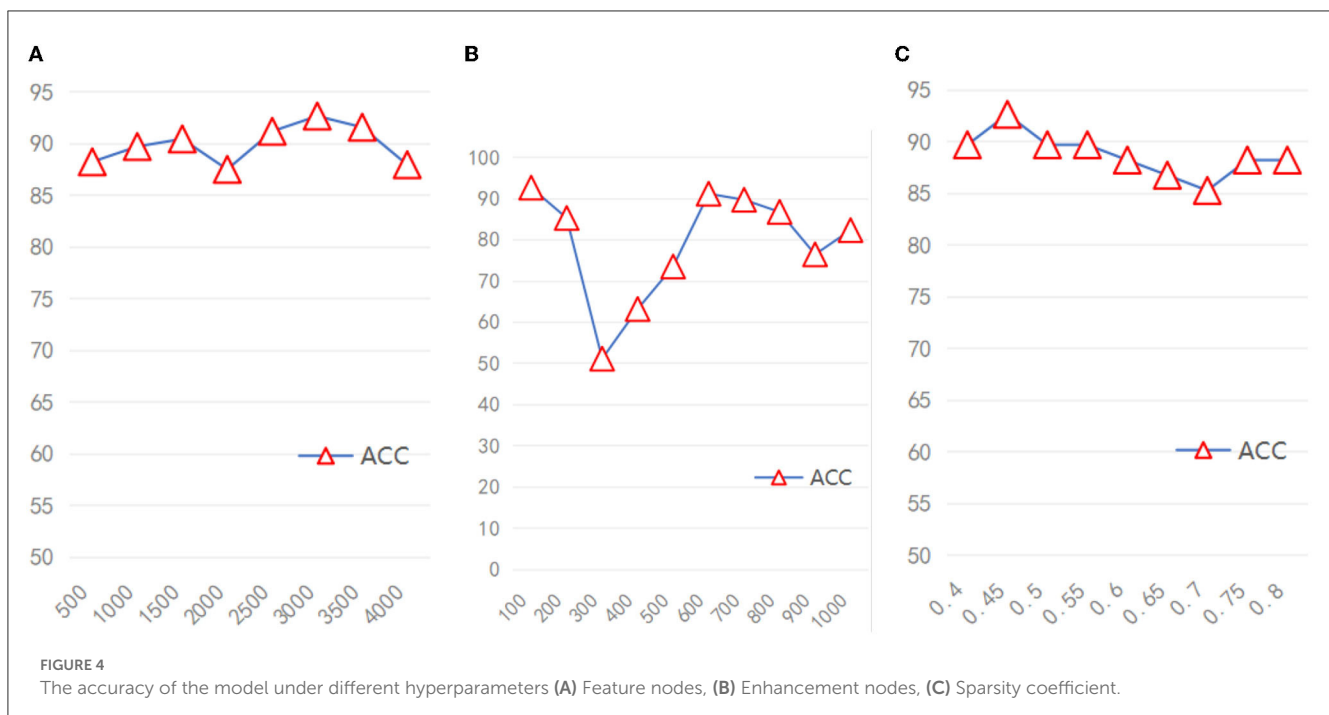 A
95
90
85
80
75
70
65
60
55
50
ACC
500 1000 1500 2000 2500 3000 3500 4000
B
100
90
80
70
60
50
40
30
20
10
0
ACC
100 200 300 400 500 600 700 800 900 1000
C
95
90
85
80
75
70
65
60
55
50
ACC
0.4 0.45 0.5 0.55 0.6 0.65 0.7 0.75 0.8
FIGURE 4
The accuracy of the model under different hyperparameters (A) Feature nodes, (B) Enhancement nodes, (C) Sparsity coefficient.